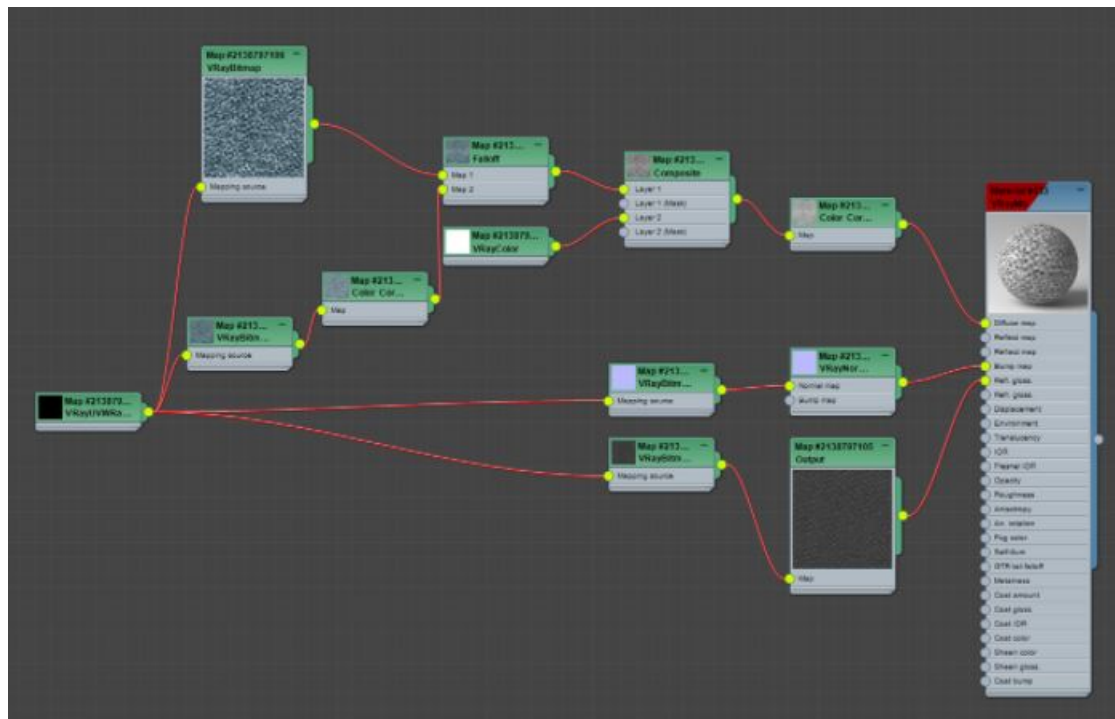 Map #2138797106
VRayBitmap
Mapping source
Map #213...
Falloff
Map 1
Map 2
Map #213...
Composite
Layer 1
Layer 1 (Mask)
Layer 2
Layer 2 (Mask)
Map #213...
Color Cor...
Map
Map #213879...
VRayColor
Map #213...
Color Cor...
Map
Map #213...
VRayBitm...
Mapping source
Map #213879...
VRayUVWRa...
Map #213...
VRayBitm...
Mapping source
Map #213...
VRayNor...
Normal map
Bump map
Map #213...
VRayBitm...
Mapping source
Map #2138797105
Output
Map
Diffuse map
Reflect map
Refract map
Bump map
Refl. gloss.
Refr. gloss.
Displacement
Environment
Translucency
IOR
Fresnel IOR
Opacity
Roughness
Anisotropy
An. rotation
Fog color
Self-illum
GTR tail falloff
Metalness
Coat amount
Coat gloss
Coat IOR
Coat color
Sheen color
Sheen gloss.
Coat bump